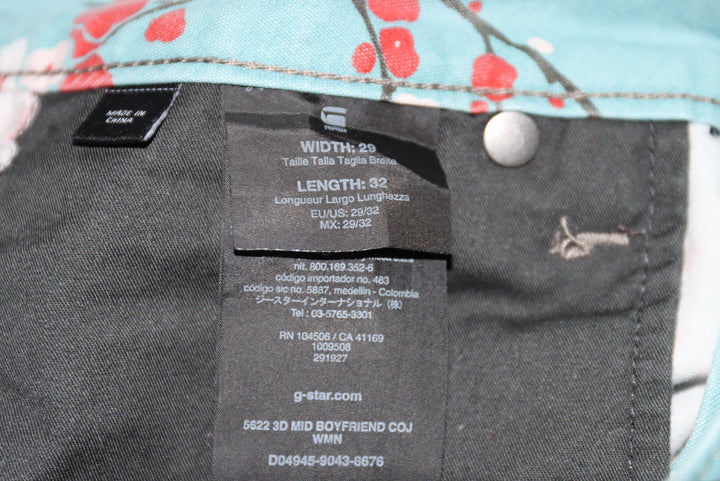 MADE IN
CHINA
RAW
WIDTH: 29
Taille Talla Taglia Breite
LENGTH: 32
Longueur Largo Lunghezza
EU/US: 29/32
MX: 29/32
nit. 800.169.352-6
código importador no. 483
código sic no. 5887, medellin - Colombia
ジースターインターナショナル (株)
Tel : 03-5765-3301
RN 104506 / CA 41169
1009508
291927
g-star.com
5622 3D MID BOYFRIEND COJ
WMN
D04945-9043-8676